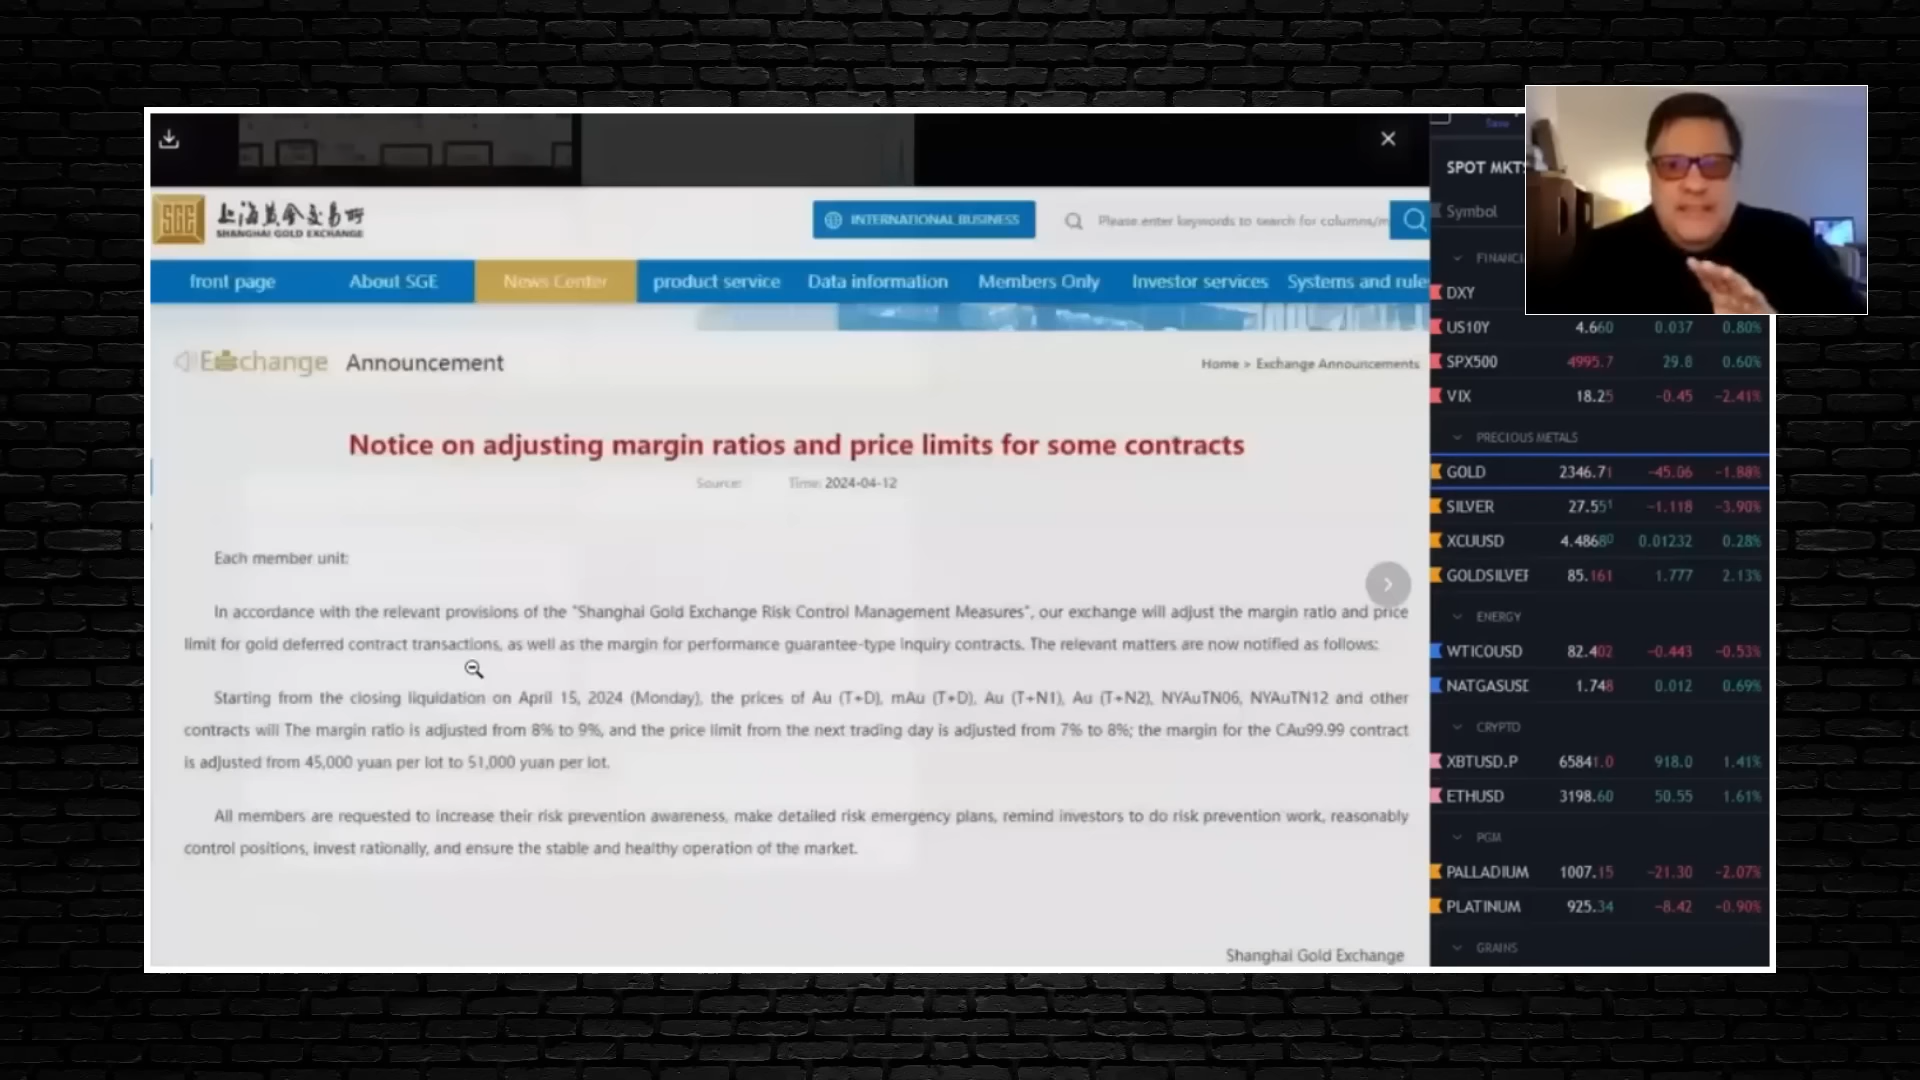 SGE 上海黄金交易所
SHANGHAI GOLD EXCHANGE
INTERNATIONAL BUSINESS
Please enter keywords to search for columns/m
front page About SGE News Center product service Data information Members Only Investor services Systems and rule
Exchange Announcement
Home > Exchange Announcements
Notice on adjusting margin ratios and price limits for some contracts
Source: Time: 2024-04-12
Each member unit:
In accordance with the relevant provisions of the "Shanghai Gold Exchange Risk Control Management Measures", our exchange will adjust the margin ratio and price
limit for gold deferred contract transactions, as well as the margin for performance guarantee-type inquiry contracts. The relevant matters are now notified as follows:
Starting from the closing liquidation on April 15, 2024 (Monday), the prices of Au (T+D), mAu (T+D), Au (T+N1), Au (T+N2), NYAuTN06, NYAuTN12 and other
contracts will The margin ratio is adjusted from 8% to 9%, and the price limit from the next trading day is adjusted from 7% to 8%; the margin for the CAu99.99 contract
is adjusted from 45,000 yuan per lot to 51,000 yuan per lot.
All members are requested to increase their risk prevention awareness, make detailed risk emergency plans, remind investors to do risk prevention work, reasonably
control positions, invest rationally, and ensure the stable and healthy operation of the market.
Shanghai Gold Exchange
Save
SPOT MKTS
Symbol
FINANCI
DXY
US10Y 4.660 0.037 0.80%
SPX500 4995.7 29.8 0.60%
VIX 18.25 -0.45 -2.41%
PRECIOUS METALS
GOLD 2346.71 -45.06 -1.88%
SILVER 27.551 -1.118 -3.90%
XCUUSD 4.48680 0.01232 0.28%
GOLDSILVER 85.161 1.777 2.13%
ENERGY
WTICOUSD 82.402 -0.443 -0.53%
NATGASUSD 1.748 0.012 0.69%
CRYPTO
XBTUSD.P 65841.0 918.0 1.41%
ETHUSD 3198.60 50.55 1.61%
PGM
PALLADIUM 1007.15 -21.30 -2.07%
PLATINUM 925.34 -8.42 -0.90%
GRAINS